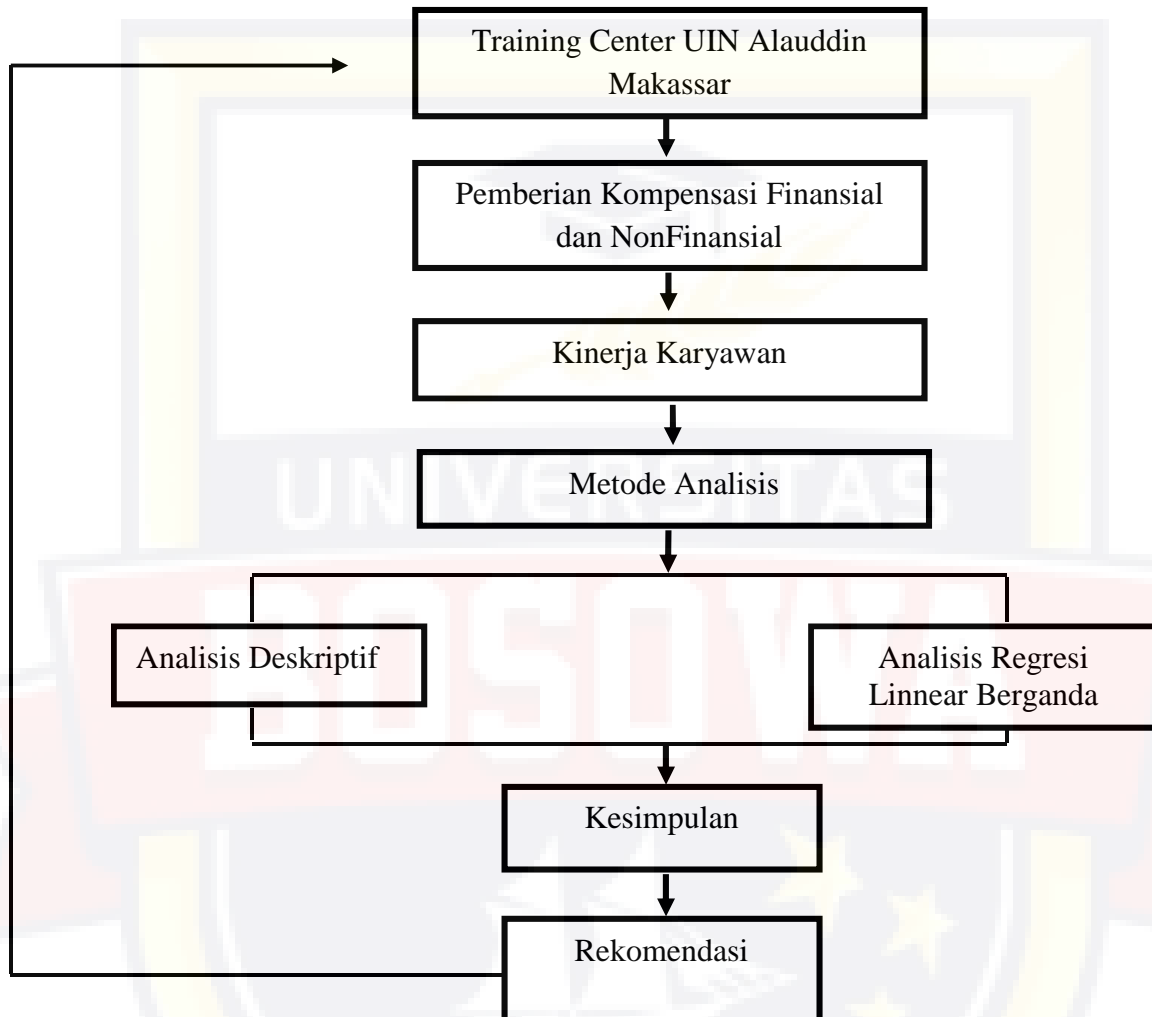 Training Center UIN Alauddin
Makassar
Pemberian Kompensasi Finansial
dan NonFinansial
Kinerja Karyawan
UNIVERSITAS
Metode Analisis
BOSOWA
Analisis Deskriptif
Analisis Regresi
Linnear Berganda
Kesimpulan
Rekomendasi